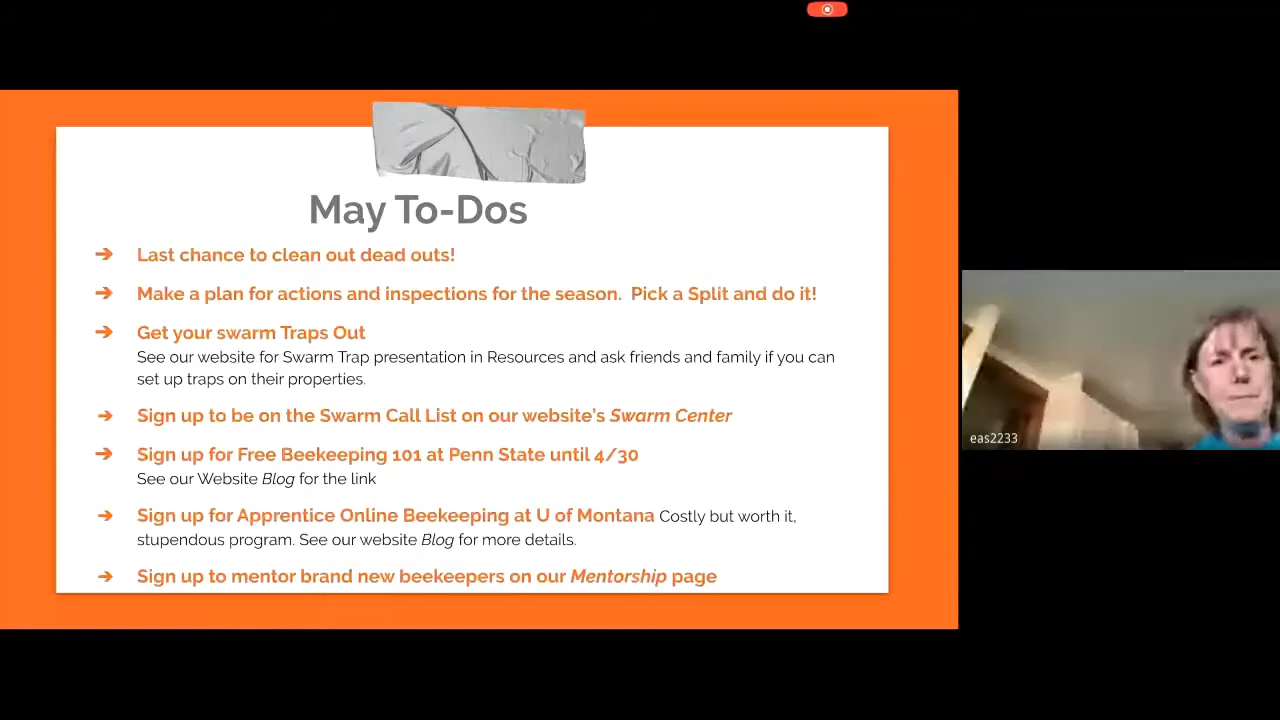 May To-Dos
➔ Last chance to clean out dead outs!
➔ Make a plan for actions and inspections for the season.  Pick a Split and do it!
➔ Get your swarm Traps Out
See our website for Swarm Trap presentation in Resources and ask friends and family if you can
set up traps on their properties.
➔ Sign up to be on the Swarm Call List on our website's Swarm Center
➔ Sign up for Free Beekeeping 101 at Penn State until 4/30
See our Website Blog for the link
➔ Sign up for Apprentice Online Beekeeping at U of Montana Costly but worth it,
stupendous program. See our website Blog for more details.
➔ Sign up to mentor brand new beekeepers on our Mentorship page
eas2233